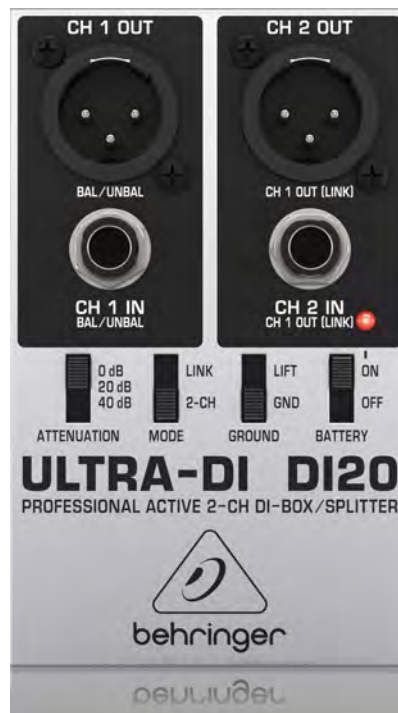 CH 1 OUT
CH 2 OUT
BAL/UNBAL
CH 1 OUT (LINK)
CH 1 IN
BAL/UNBAL
CH 2 IN
CH 1 OUT (LINK)
0 dB
20 dB
40 dB
LINK
2-CH
LIFT
GND
ON
OFF
ATTENUATION
MODE
GROUND
BATTERY
ULTRA-DI DI20
PROFESSIONAL ACTIVE 2-CH DI-BOX/SPLITTER
behringer